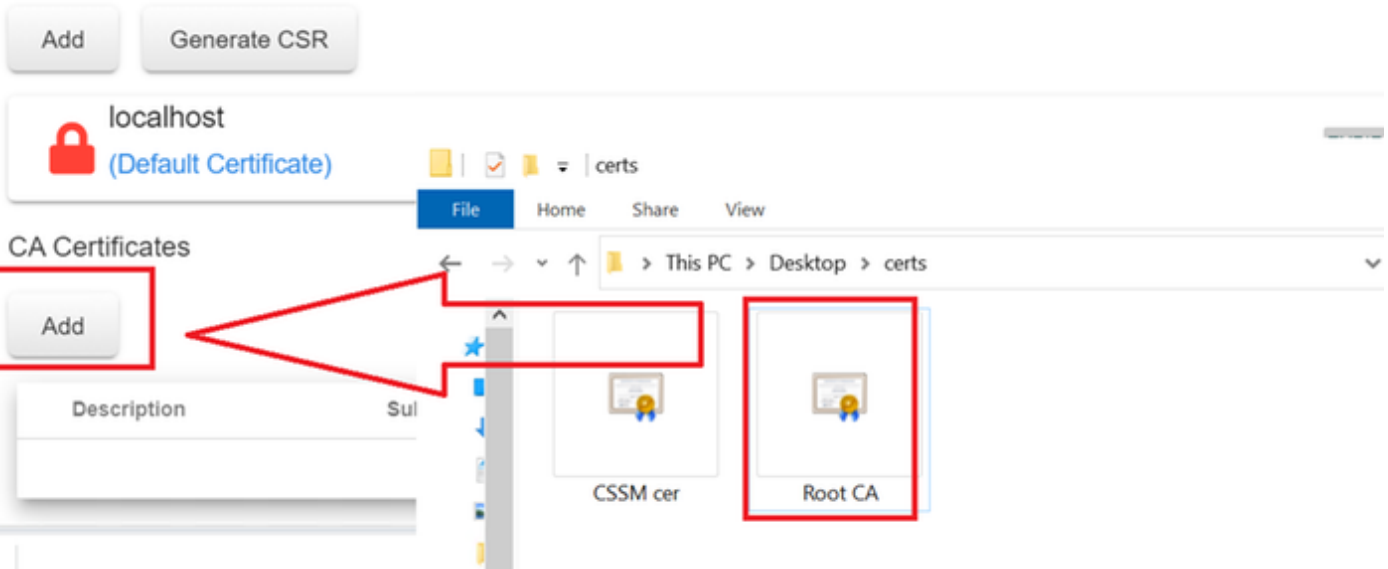 Add Generate CSR
localhost
(Default Certificate)
certs
File Home Share View
CA Certificates
This PC > Desktop > certs
Add
Description
CSSM cer Root CA